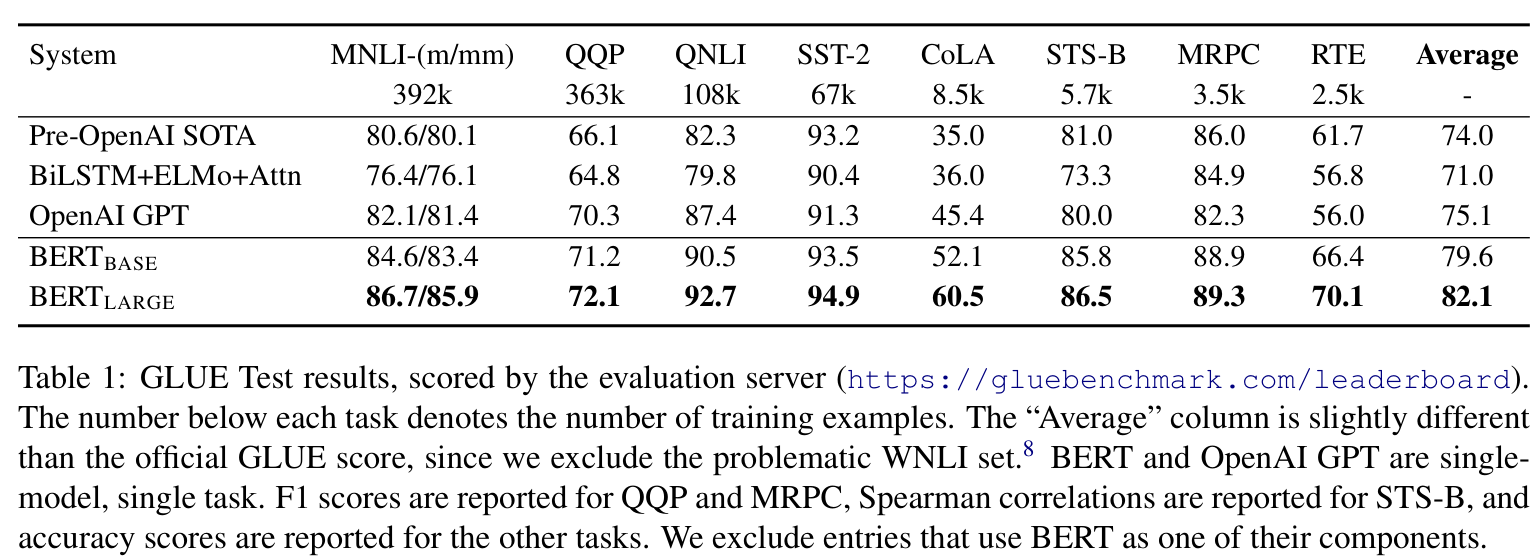 System MNLI-(m/mm) QQP QNLI SST-2 CoLA STS-B MRPC RTE Average
392k 363k 108k 67k 8.5k 5.7k 3.5k 2.5k -
Pre-OpenAI SOTA 80.6/80.1 66.1 82.3 93.2 35.0 81.0 86.0 61.7 74.0
BiLSTM+ELMo+Attn 76.4/76.1 64.8 79.8 90.4 36.0 73.3 84.9 56.8 71.0
OpenAI GPT 82.1/81.4 70.3 87.4 91.3 45.4 80.0 82.3 56.0 75.1
BERTBASE 84.6/83.4 71.2 90.5 93.5 52.1 85.8 88.9 66.4 79.6
BERTLARGE 86.7/85.9 72.1 92.7 94.9 60.5 86.5 89.3 70.1 82.1
Table 1: GLUE Test results, scored by the evaluation server (https://gluebenchmark.com/leaderboard).
The number below each task denotes the number of training examples. The “Average” column is slightly different
than the official GLUE score, since we exclude the problematic WNLI set.8 BERT and OpenAI GPT are single-
model, single task. F1 scores are reported for QQP and MRPC, Spearman correlations are reported for STS-B, and
accuracy scores are reported for the other tasks. We exclude entries that use BERT as one of their components.